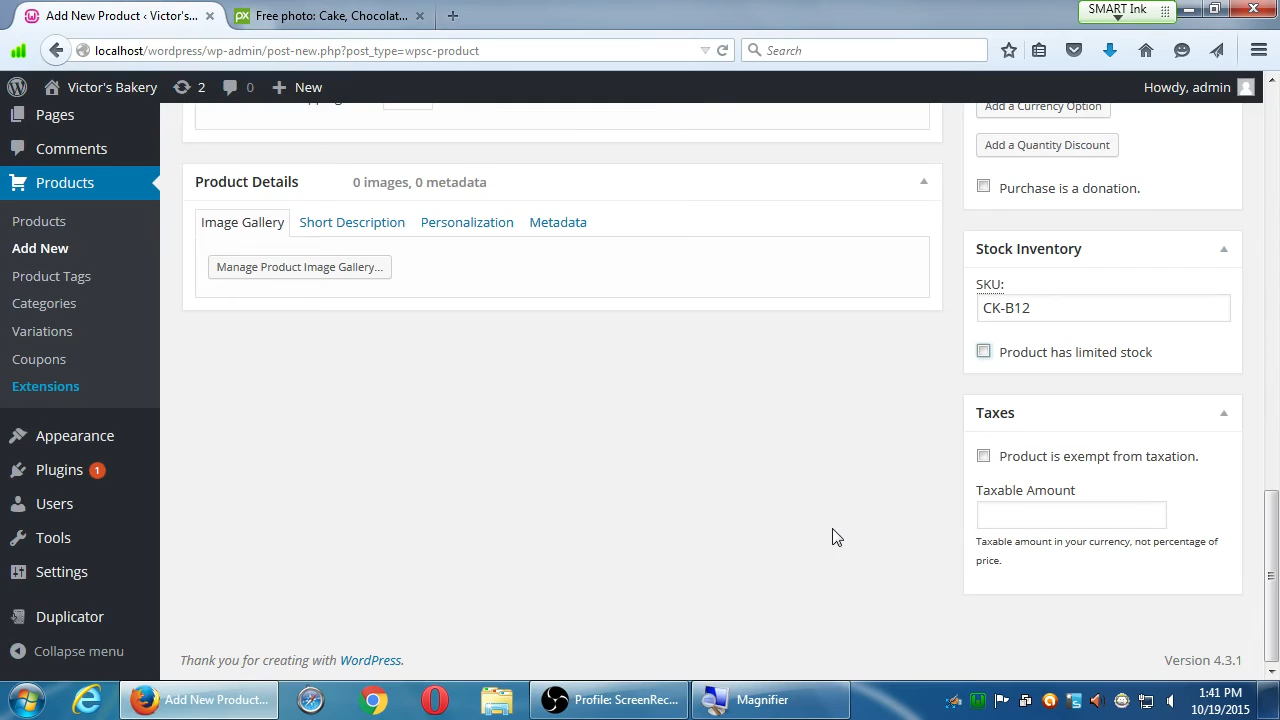 Add New Product ‹ Victor's... ×
Free photo: Cake, Chocolat... ×
SMART Ink
localhost/wordpress/wp-admin/post-new.php?post_type=wpsc-product
Search
Victor's Bakery
2
0
New
Howdy, admin
Pages
Comments
Products
Products
Add New
Product Tags
Categories
Variations
Coupons
Extensions
Appearance
Plugins 1
Users
Tools
Settings
Duplicator
Collapse menu
Product Details 0 images, 0 metadata
Image Gallery Short Description Personalization Metadata
Manage Product Image Gallery...
Add a Currency Option
Add a Quantity Discount
Purchase is a donation.
Stock Inventory
SKU:
CK-B12
Product has limited stock
Taxes
Product is exempt from taxation.
Taxable Amount
Taxable amount in your currency, not percentage of
price.
Thank you for creating with WordPress.
Version 4.3.1
Add New Product...
Profile: ScreenRec...
Magnifier
1:41 PM
10/19/2015